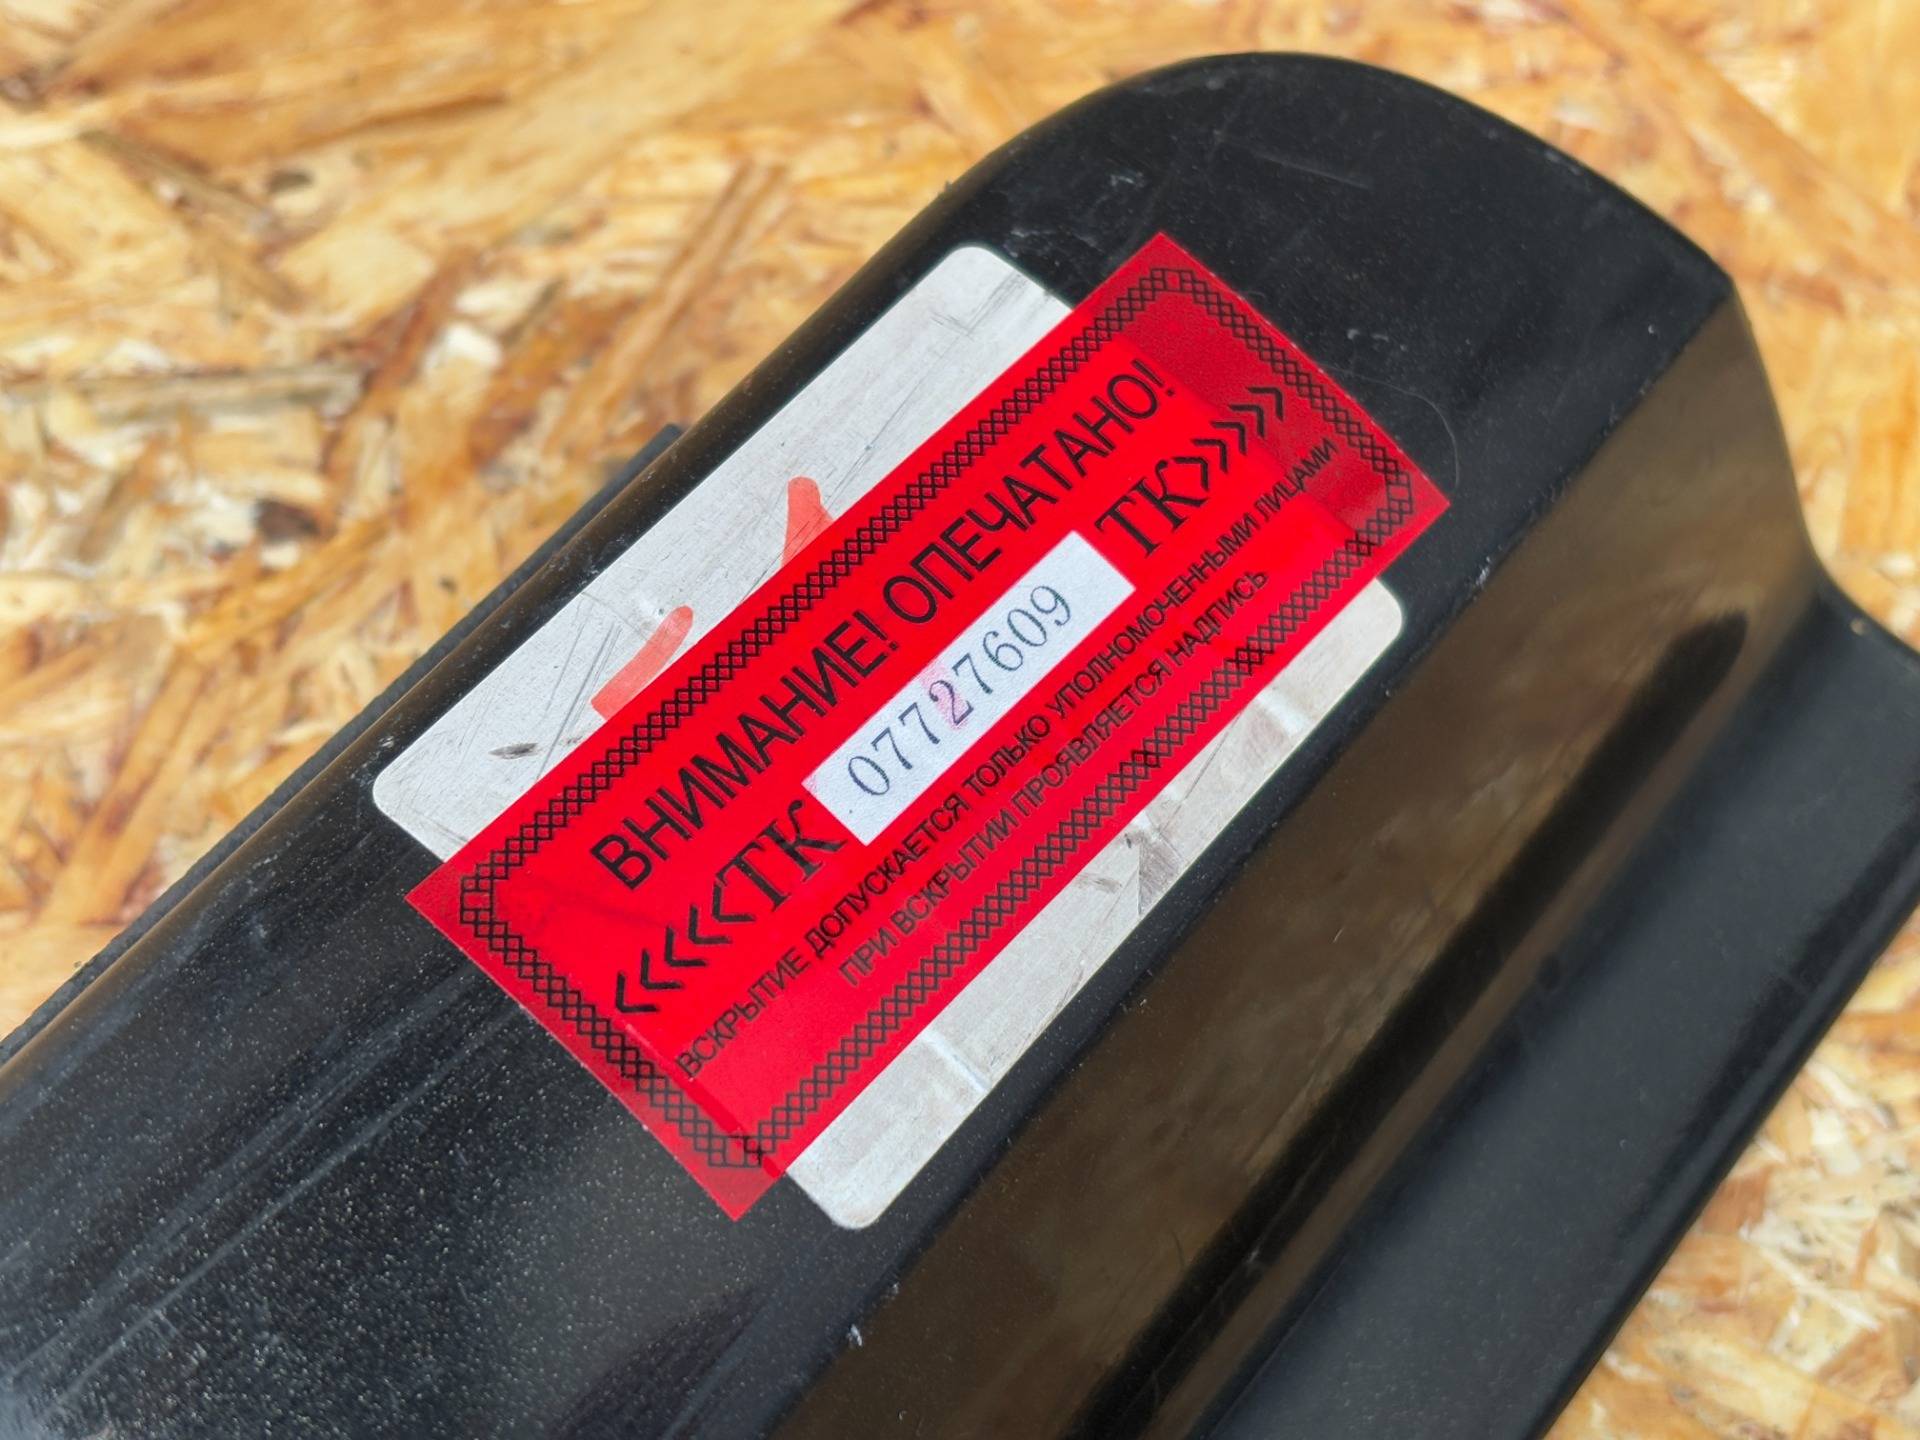 ВНИМАНИЕ! ОПЕЧАТАНО!
<<<<<ТК 07727609 ТК>>>>>
ВСКРЫТИЕ ДОПУСКАЕТСЯ ТОЛЬКО УПОЛНОМОЧЕННЫМИ ЛИЦАМИ
ПРИ ВСКРЫТИИ ПРОЯВЛЯЕТСЯ НАДПИСЬ